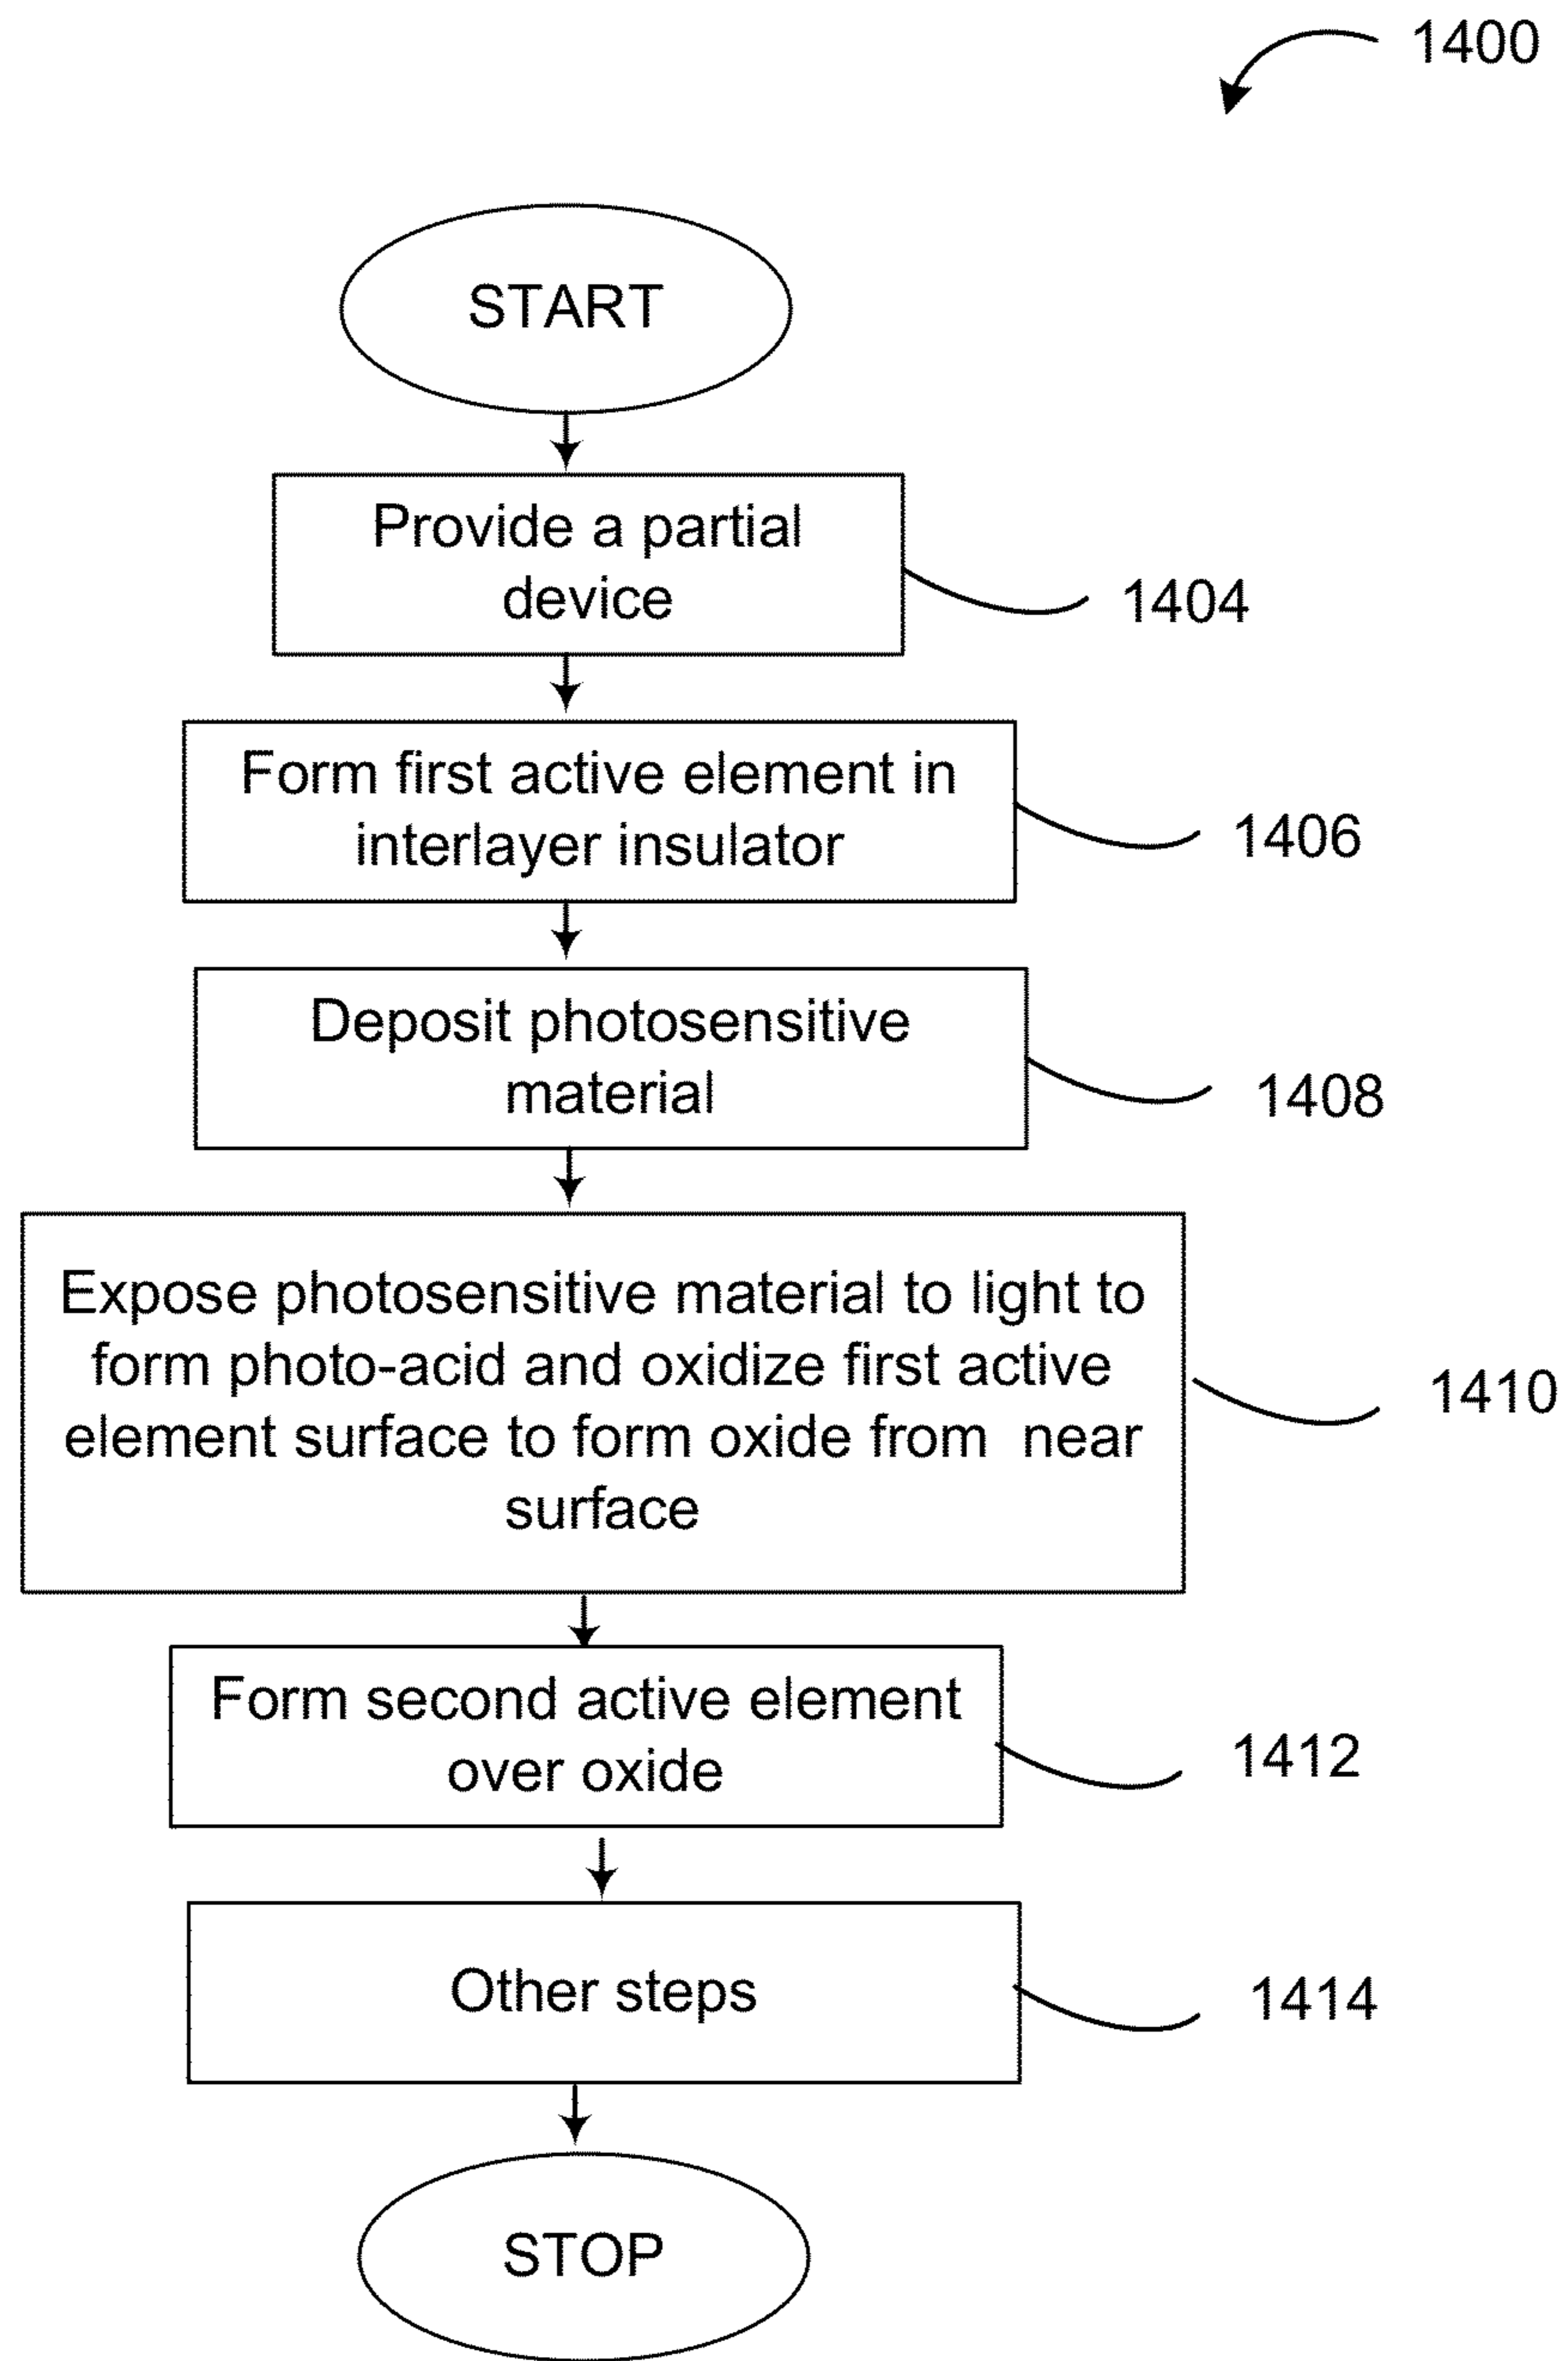 1400
START
Provide a partial
device
1404
Form first active element in
interlayer insulator
1406
Deposit photosensitive
material
1408
Expose photosensitive material to light to
form photo-acid and oxidize first active
element surface to form oxide from  near
surface
1410
Form second active element
over oxide
1412
Other steps
1414
STOP